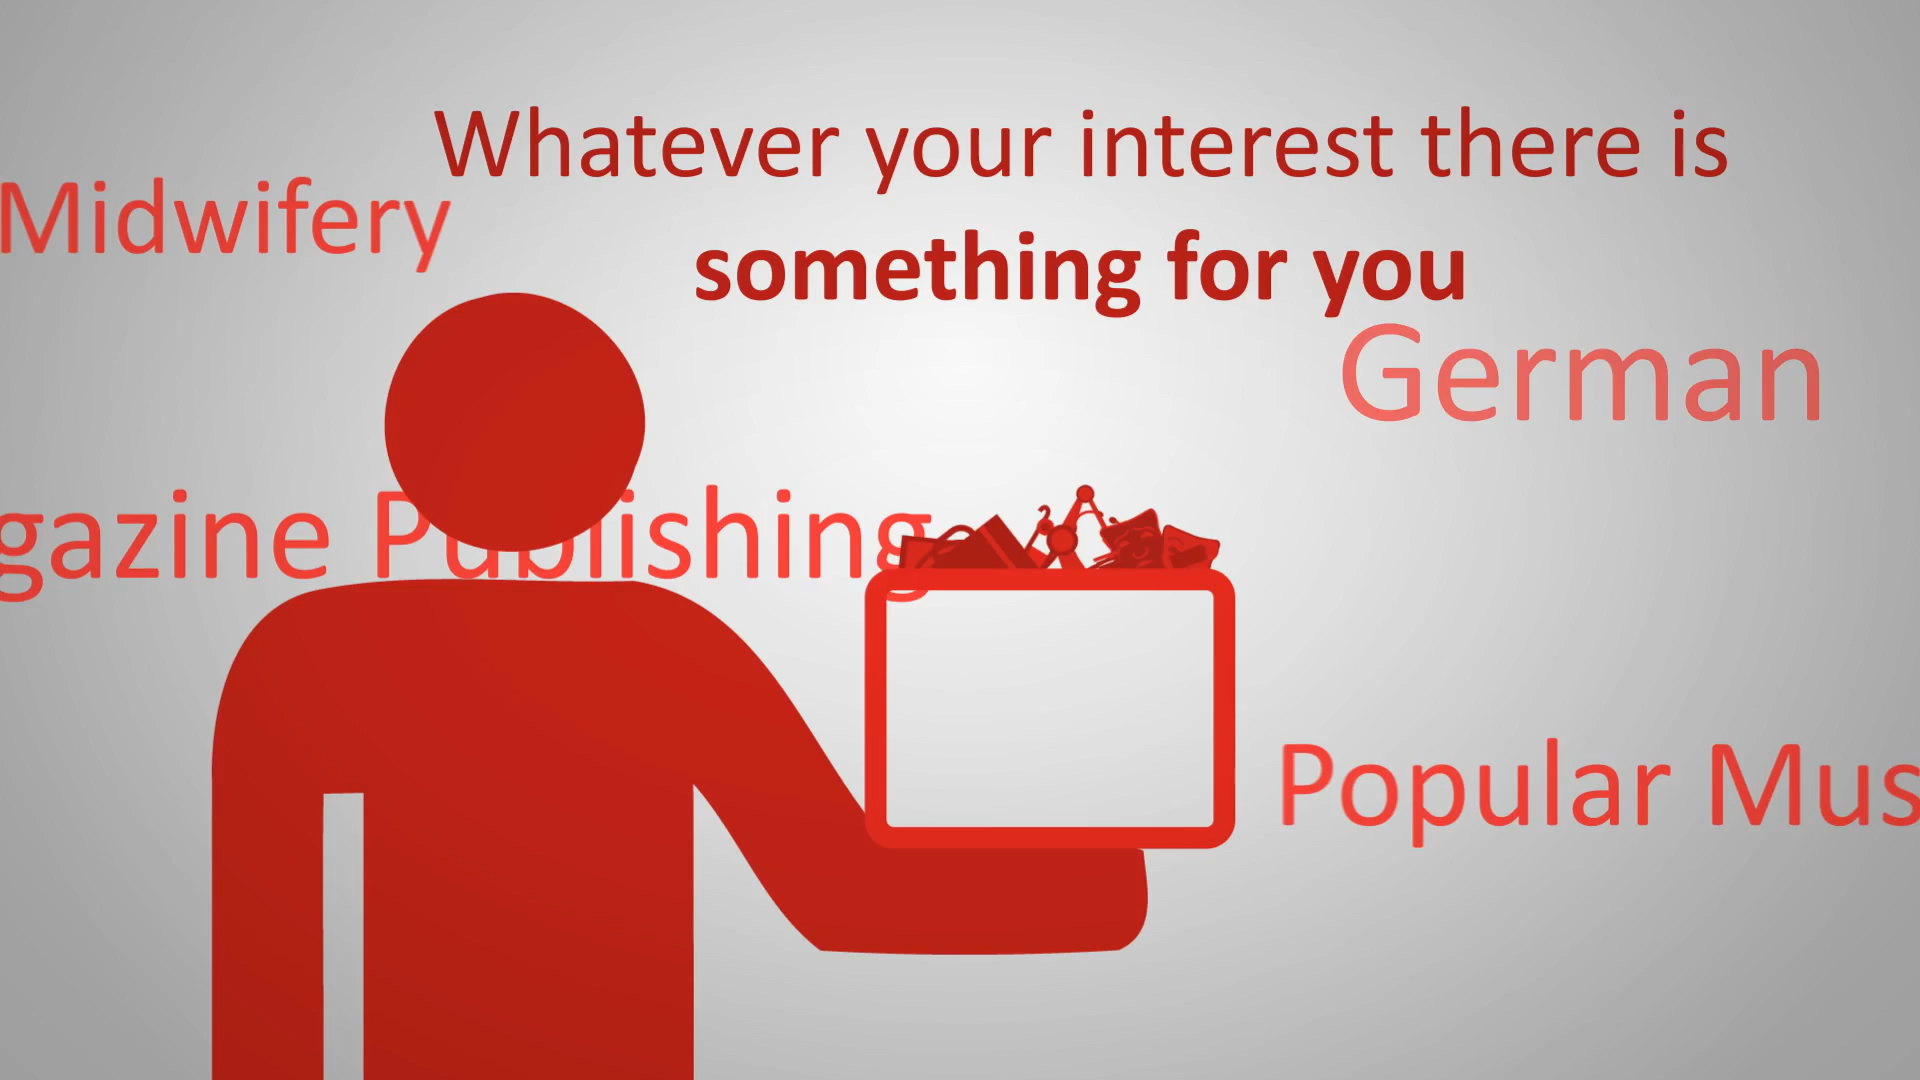 Whatever your interest there is
Midwifery
something for you
German
gazine Publishing
Popular Mus